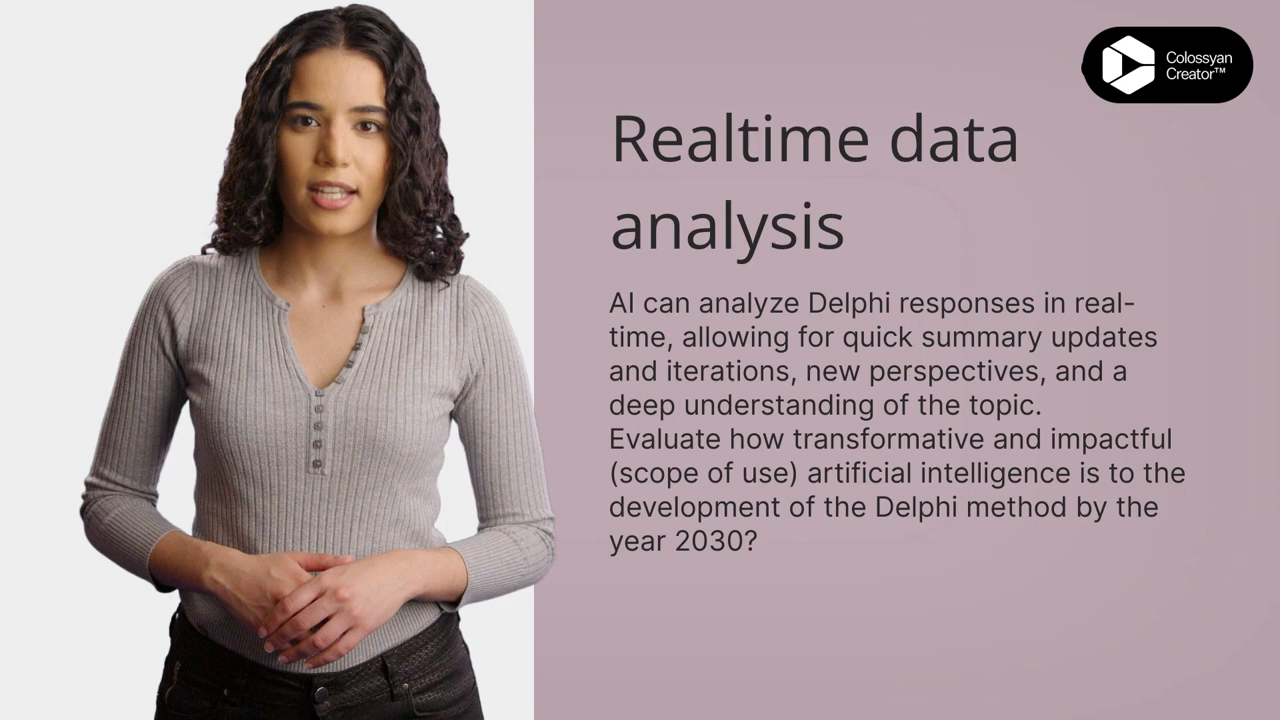 Colossyan
Creator™
Realtime data
analysis
AI can analyze Delphi responses in real-
time, allowing for quick summary updates
and iterations, new perspectives, and a
deep understanding of the topic.
Evaluate how transformative and impactful
(scope of use) artificial intelligence is to the
development of the Delphi method by the
year 2030?